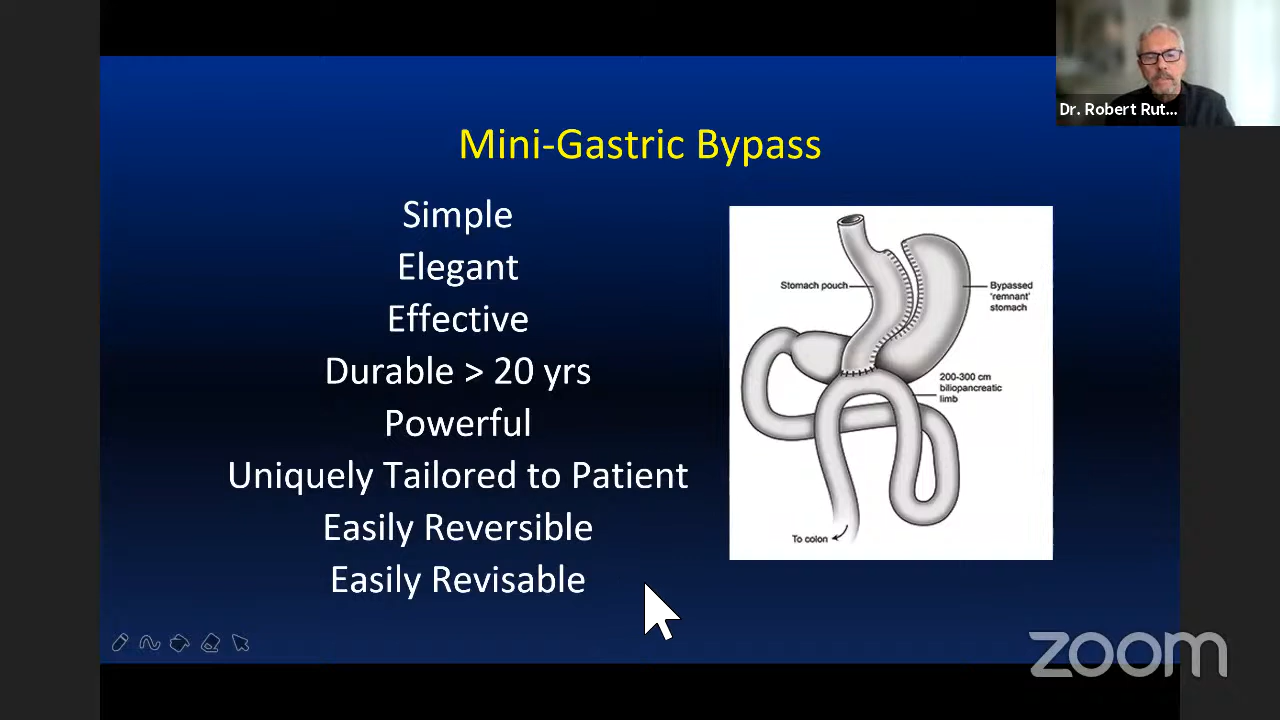 Dr. Robert Rut...
Mini-Gastric Bypass
Simple
Elegant
Effective
Durable > 20 yrs
Powerful
Uniquely Tailored to Patient
Easily Reversible
Easily Revisable
Stomach pouch
Bypassed
'remnant'
stomach
200-300 cm
biliopancreatic
limb
To colon
zoom